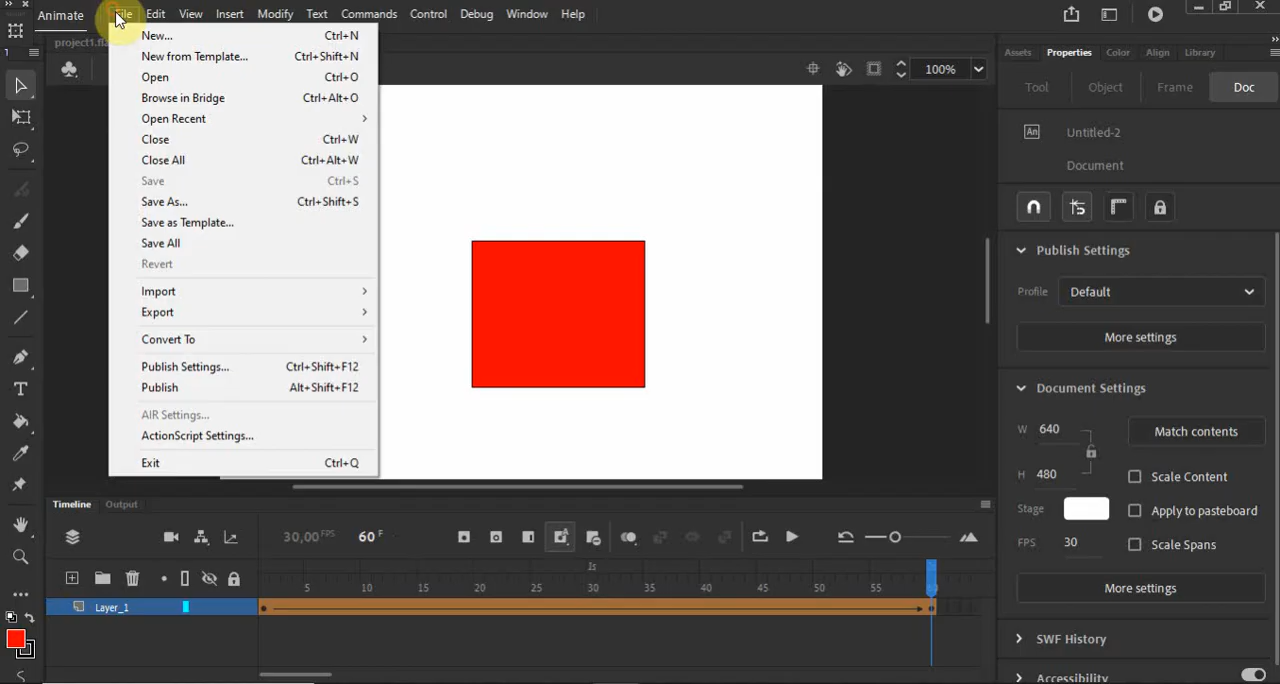 Animate File Edit View Insert Modify Text Commands Control Debug Window Help
project1.fl
New... Ctrl+N
New from Template... Ctrl+Shift+N
Open Ctrl+O
Browse in Bridge Ctrl+Alt+O
Open Recent
Close Ctrl+W
Close All Ctrl+Alt+W
Save Ctrl+S
Save As... Ctrl+Shift+S
Save as Template...
Save All
Revert
Import
Export
Convert To
Publish Settings... Ctrl+Shift+F12
Publish Alt+Shift+F12
AIR Settings...
ActionScript Settings...
Exit Ctrl+Q
100%
Assets Properties Color Align Library
Tool Object Frame Doc
An Untitled-2
Document
Publish Settings
Profile Default
More settings
Document Settings
W 640 Match contents
H 480 Scale Content
Stage Apply to pasteboard
FPS 30 Scale Spans
More settings
SWF History
Accessibility
Timeline Output
30,00 FPS 60 F
1s
5 10 15 20 25 30 35 40 45 50 55
Layer_1